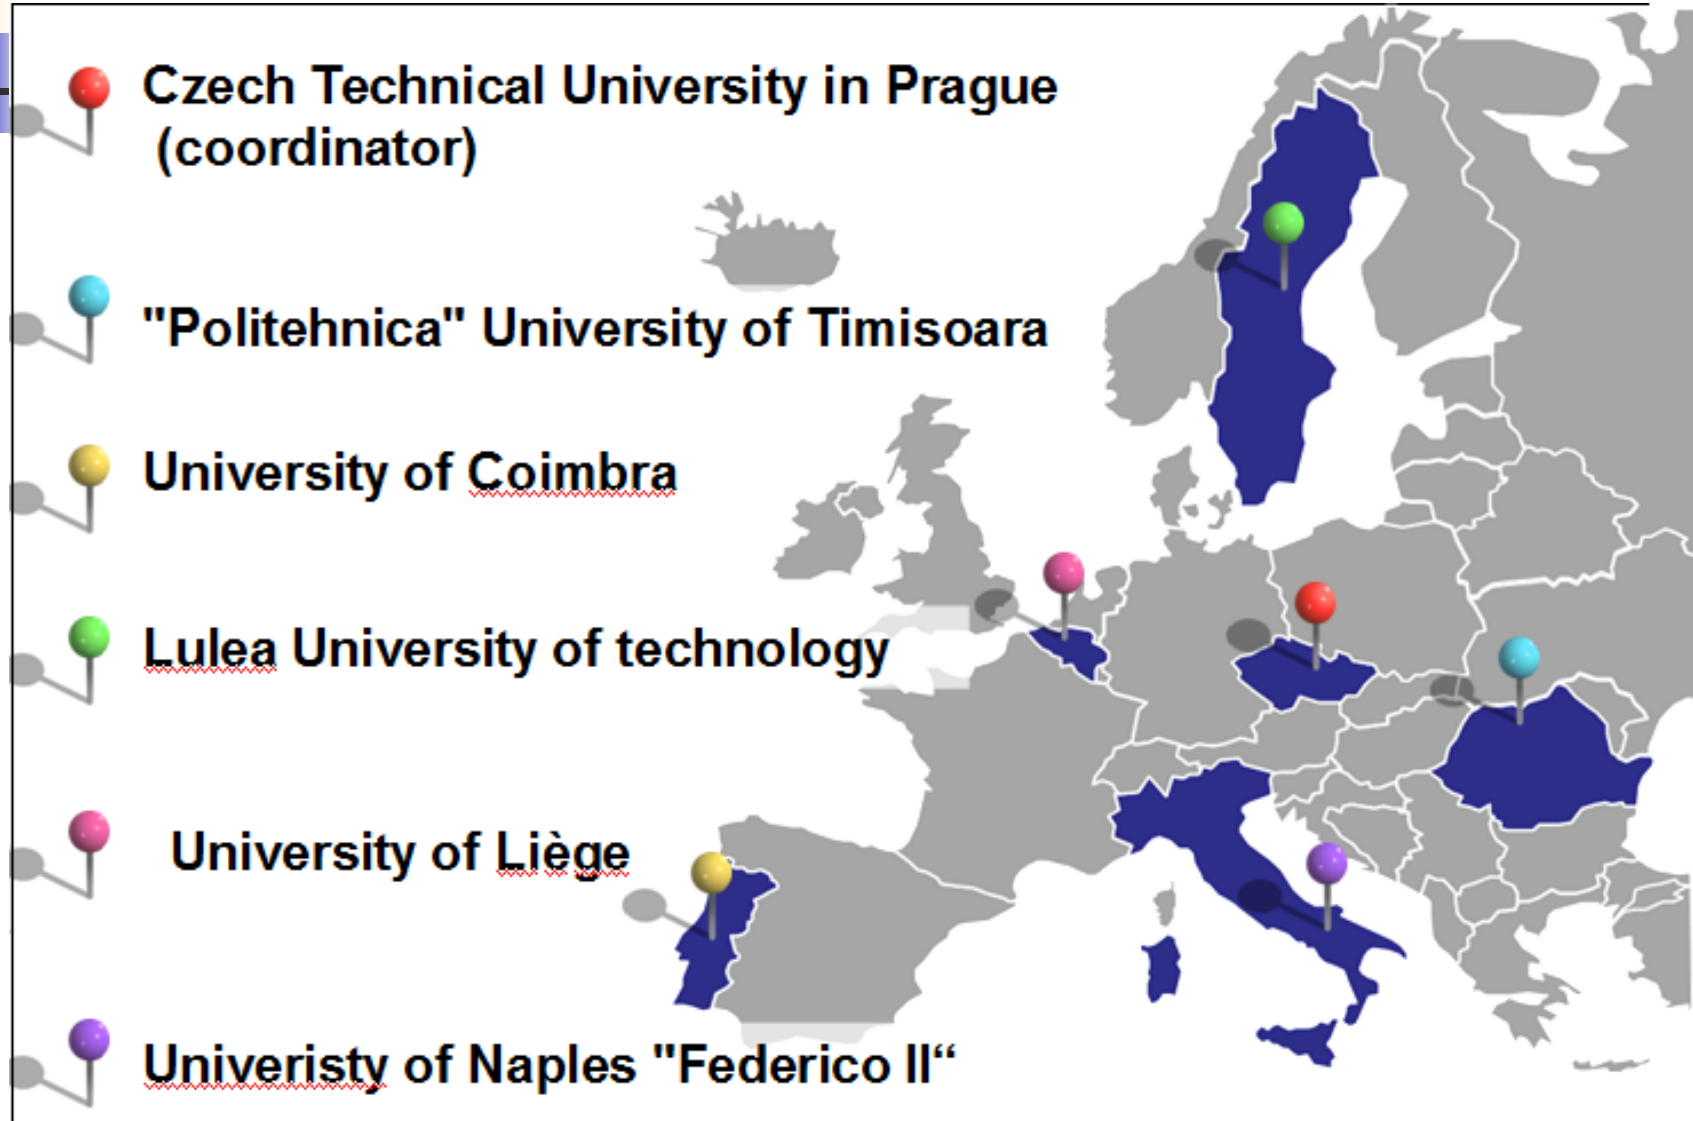 Czech Technical University in Prague
(coordinator)
"Politehnica" University of Timisoara
University of Coimbra
Lulea University of technology
University of Liège
Univeristy of Naples "Federico II“